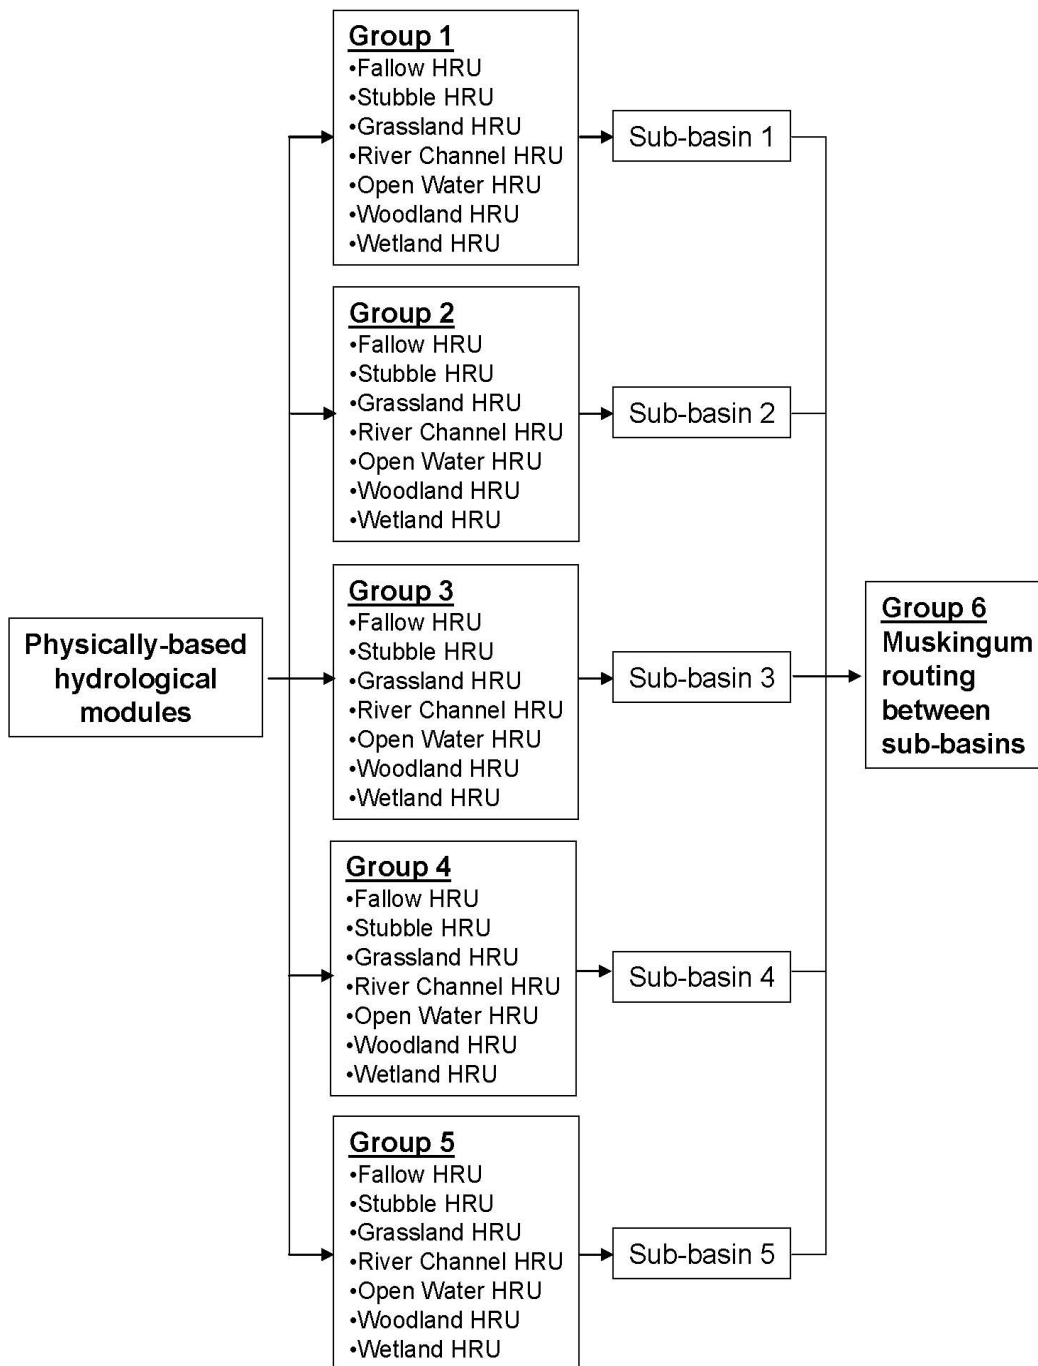 Physically-based
hydrological
modules
Group 1
•Fallow HRU
•Stubble HRU
•Grassland HRU
•River Channel HRU
•Open Water HRU
•Woodland HRU
•Wetland HRU
Sub-basin 1
Group 2
•Fallow HRU
•Stubble HRU
•Grassland HRU
•River Channel HRU
•Open Water HRU
•Woodland HRU
•Wetland HRU
Sub-basin 2
Group 3
•Fallow HRU
•Stubble HRU
•Grassland HRU
•River Channel HRU
•Open Water HRU
•Woodland HRU
•Wetland HRU
Sub-basin 3
Group 4
•Fallow HRU
•Stubble HRU
•Grassland HRU
•River Channel HRU
•Open Water HRU
•Woodland HRU
•Wetland HRU
Sub-basin 4
Group 5
•Fallow HRU
•Stubble HRU
•Grassland HRU
•River Channel HRU
•Open Water HRU
•Woodland HRU
•Wetland HRU
Sub-basin 5
Group 6
Muskingum
routing
between
sub-basins